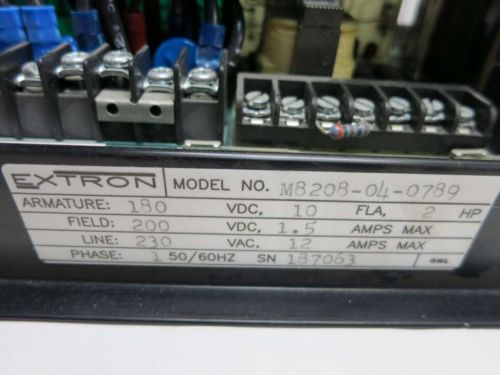 EXTRON MODEL NO. M8208-04-0789
ARMATURE: 180 VDC, 10 FLA, 2 HP
FIELD: 200 VDC, 1.5 AMPS MAX
LINE: 230 VAC, 12 AMPS MAX
PHASE: 1 50/60HZ SN 187063